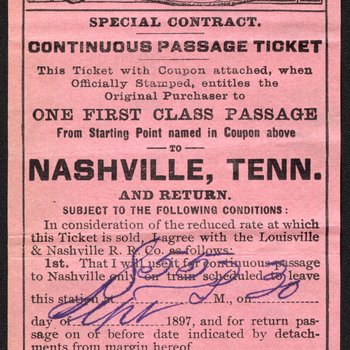 SPECIAL CONTRACT.
CONTINUOUS PASSAGE TICKET
This Ticket with Coupon attached, when
Officially Stamped, entitles the
Original Purchaser to
ONE FIRST CLASS PASSAGE
From Starting Point named in Coupon above
TO
NASHVILLE, TENN.
AND RETURN.
SUBJECT TO THE FOLLOWING CONDITIONS:
In consideration of the reduced rate at which
this Ticket is sold, I agree with the Louisville
& Nashville R. R. Co. as follows:
1st. That I will use it for continuous passage
to Nashville only on train scheduled to leave
this station at M., on
day of Sept 1897, and for return pass-
age on of before date indicated by detach-
ments from margin hereof.